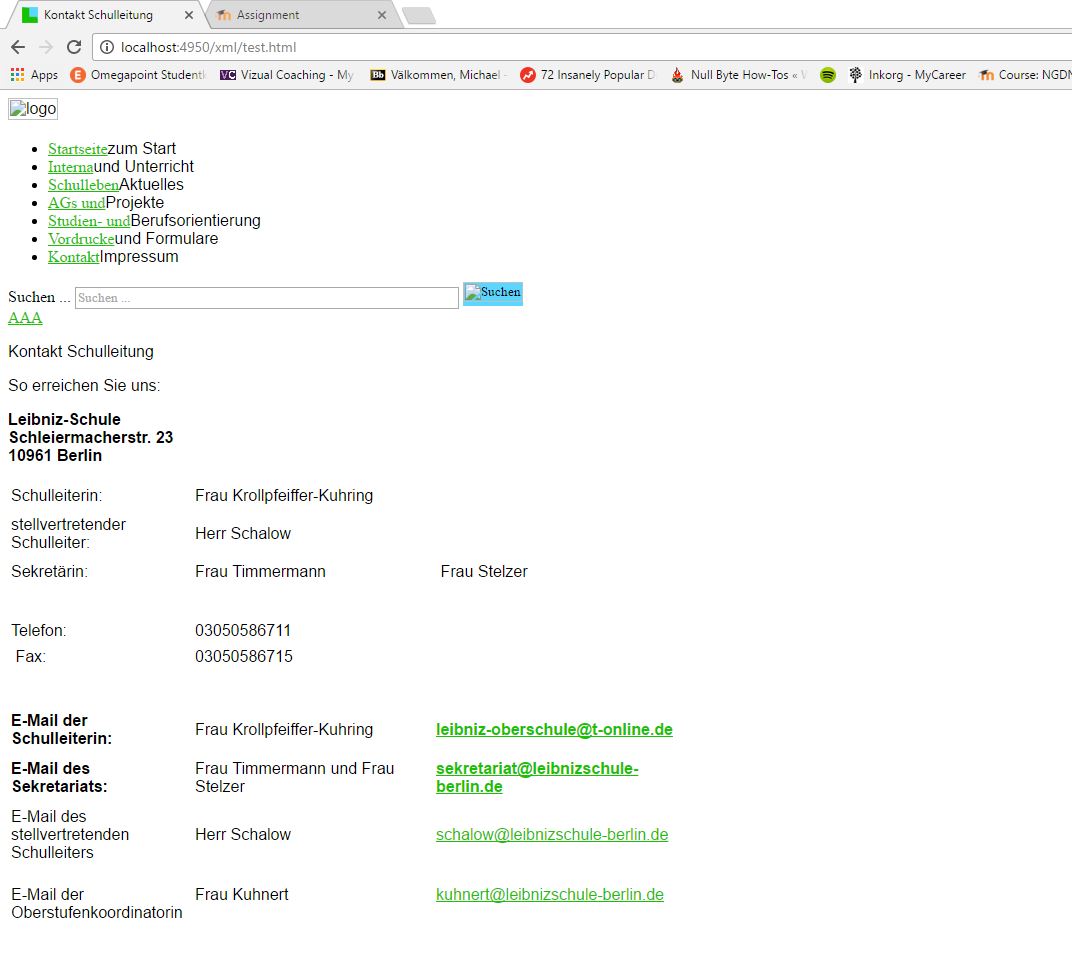 Kontakt Schulleitung
Assignment
localhost:4950/xml/test.html
Apps Omegapoint Student Vizual Coaching - My Välkommen, Michael - 72 Insanely Popular D Null Byte How-Tos « Inkorg - MyCareer Course: NGDN
logo
Startseitezum Start
Internaund Unterricht
SchullebenAktuelles
AGs undProjekte
Studien- undBerufsorientierung
Vordruckeund Formulare
KontaktImpressum
Suchen ... Suchen ... Suchen
AAA
Kontakt Schulleitung
So erreichen Sie uns:
Leibniz-Schule
Schleiermacherstr. 23
10961 Berlin
Schulleiterin: Frau Krollpfeiffer-Kuhring
stellvertretender
Schulleiter: Herr Schalow
Sekretärin: Frau Timmermann Frau Stelzer
Telefon: 03050586711
Fax: 03050586715
E-Mail der
Schulleiterin: Frau Krollpfeiffer-Kuhring leibniz-oberschule@t-online.de
E-Mail des Frau Timmermann und Frau sekretariat@leibnizschule-
Sekretariats: Stelzer berlin.de
E-Mail des
stellvertretenden Herr Schalow schalow@leibnizschule-berlin.de
Schulleiters
E-Mail der Frau Kuhnert kuhnert@leibnizschule-berlin.de
Oberstufenkoordinatorin